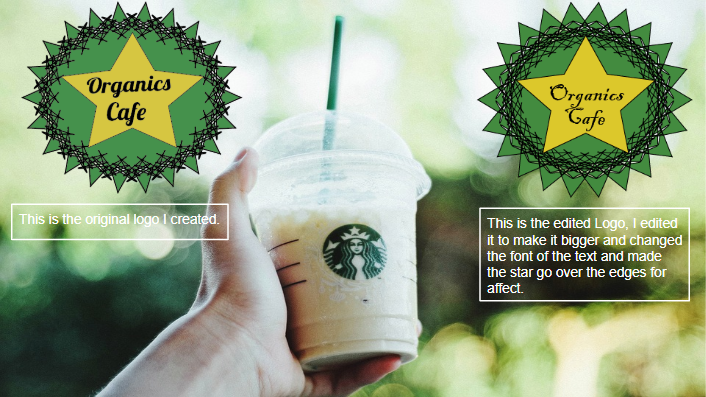 Organics
Cafe
Organics
Cafe
This is the original logo I created.
This is the edited Logo, I edited
it to make it bigger and changed
the font of the text and made
the star go over the edges for
affect.